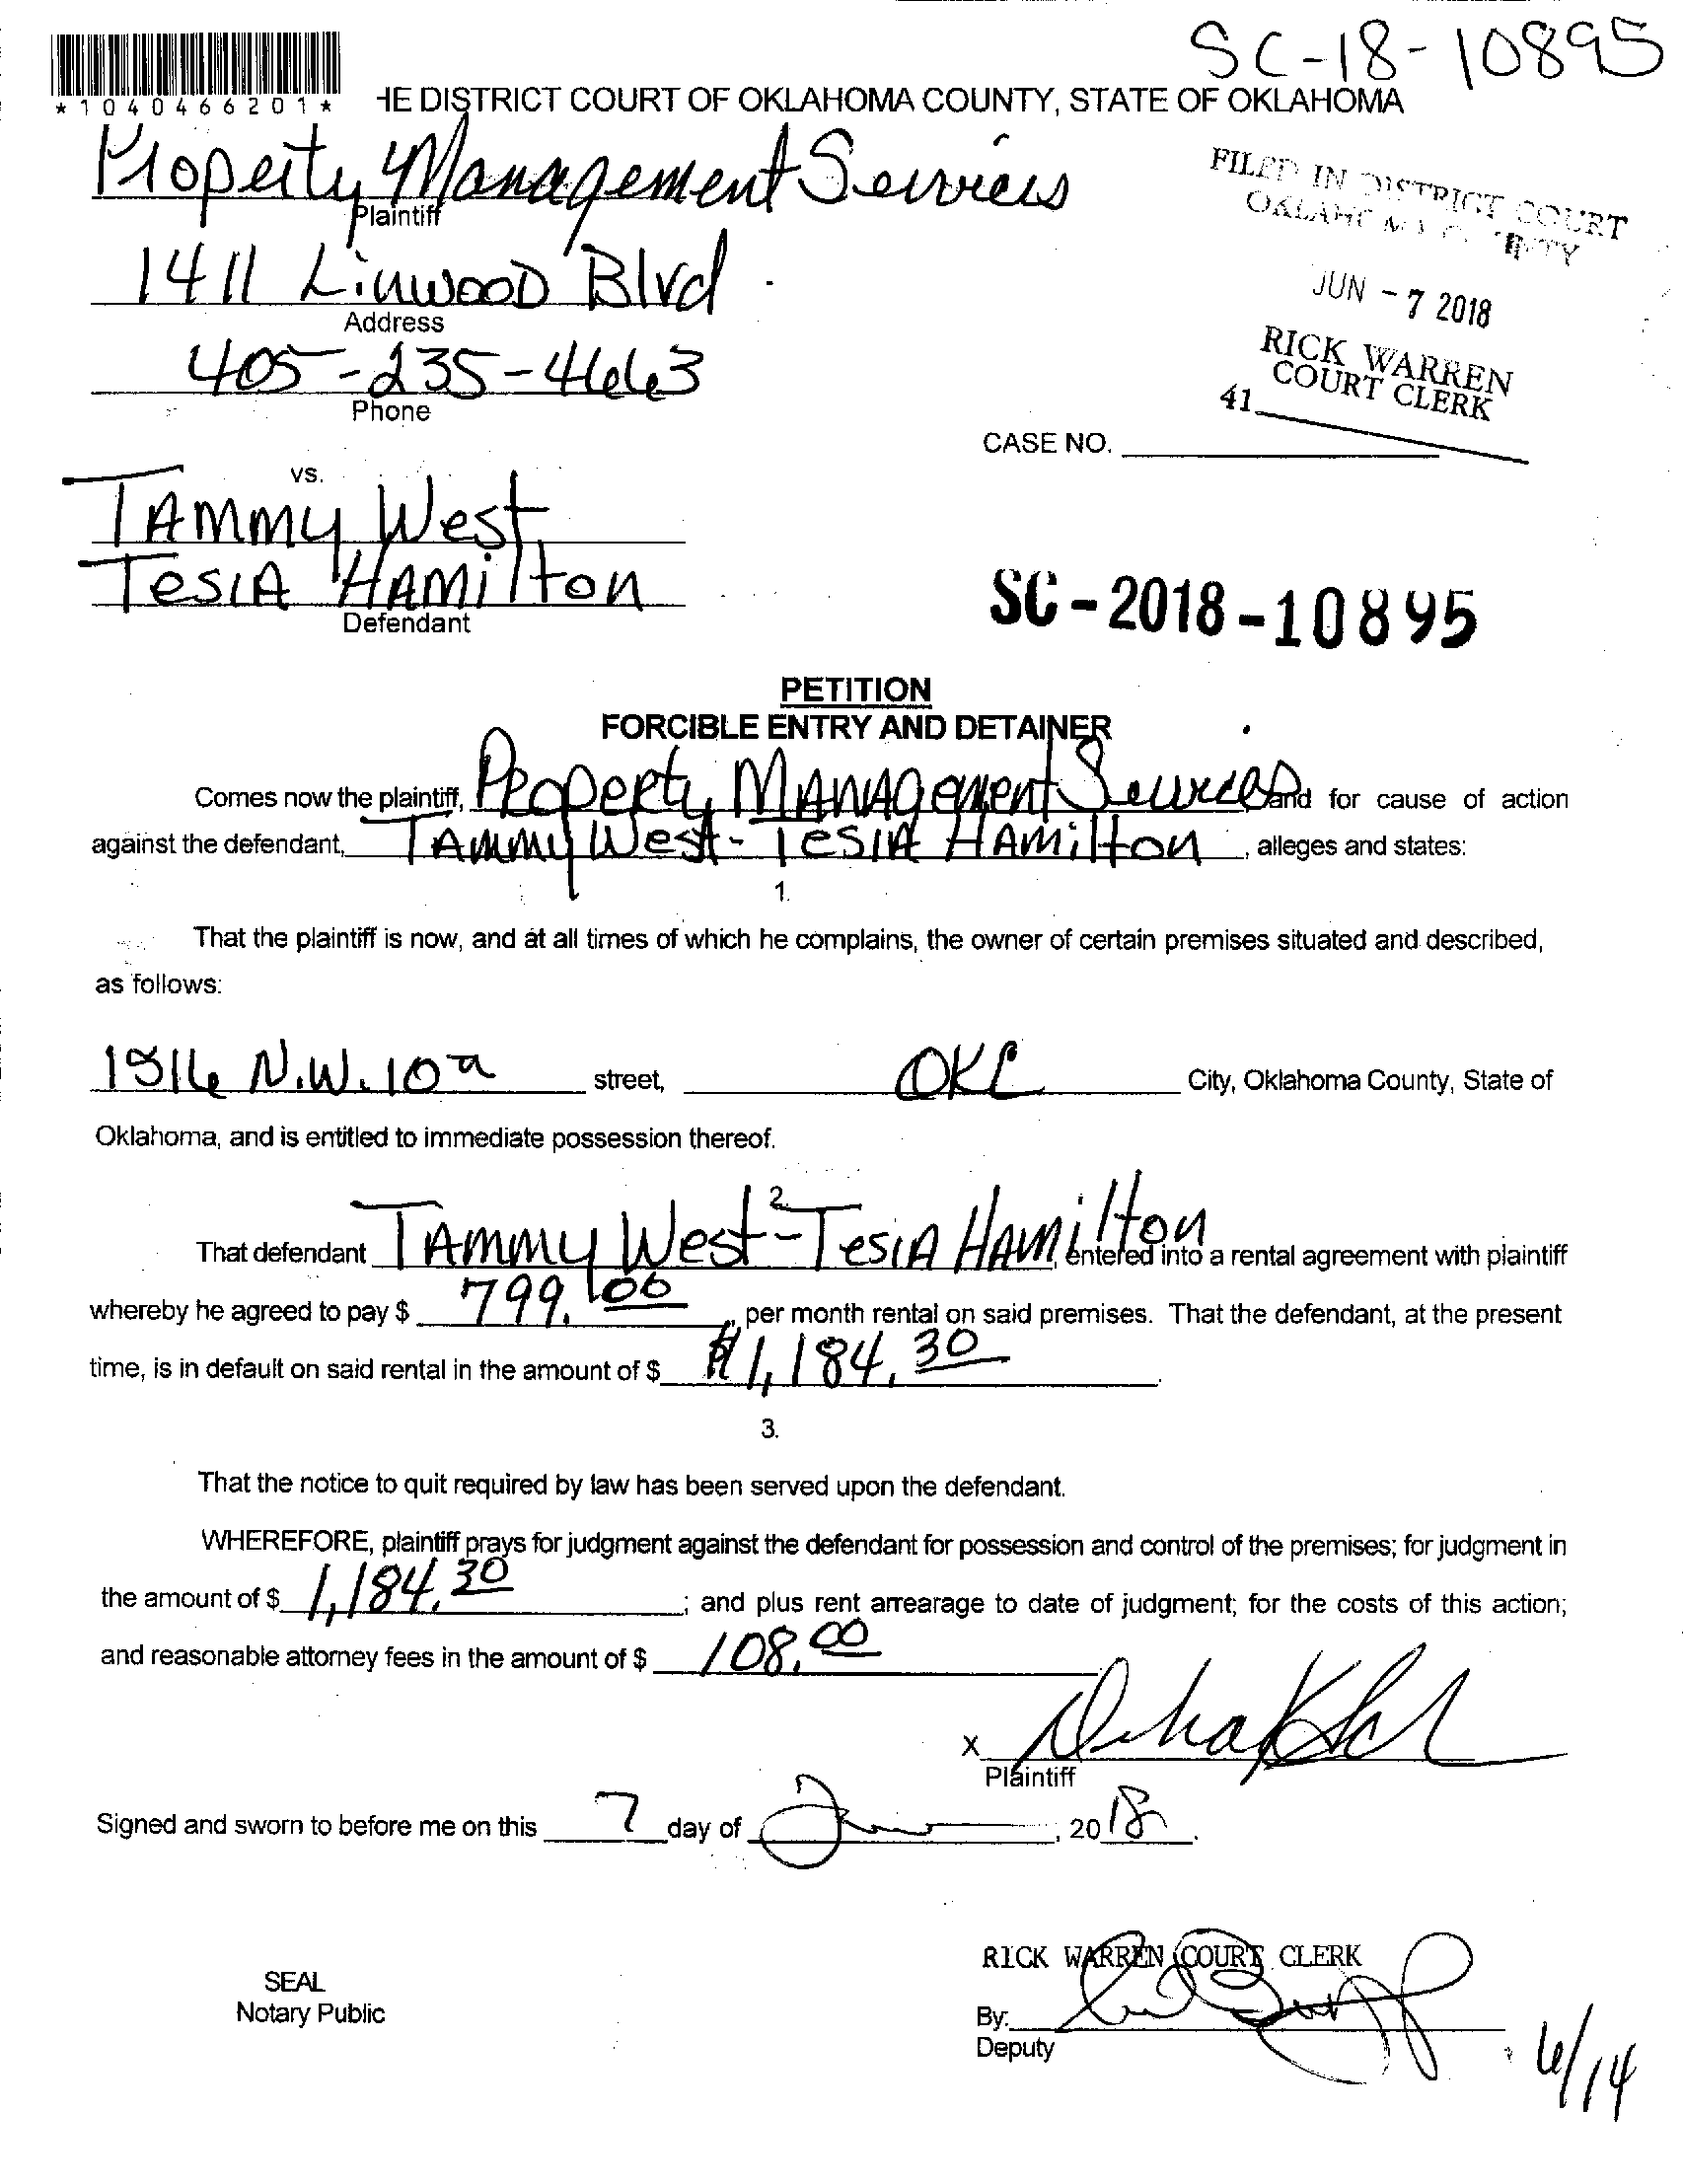 SC-18-10895
*1040466201*
HE DISTRICT COURT OF OKLAHOMA COUNTY, STATE OF OKLAHOMA
Property Management Services
Plaintiff
FILED IN DISTRICT COURT
OKLAHOMA COUNTY
1411 Linwood Blvd
Address
JUN - 7 2018
405-235-4663
Phone
RICK WARREN
COURT CLERK
41
CASE NO.
vs.
TAMMY West
TesiA HAMilton
Defendant
SC-2018-10895
PETITION
FORCIBLE ENTRY AND DETAINER
Comes now the plaintiff, Property MANAgement Services and for cause of action
against the defendant, TAMMY West - TesiA HAMilton, alleges and states:
1.
That the plaintiff is now, and at all times of which he complains, the owner of certain premises situated and described,
as follows:
N.W. 10 street, OKC City, Oklahoma County, State of
Oklahoma, and is entitled to immediate possession thereof.
2.
That defendant TAMMY West - TesiA HAMilton, entered into a rental agreement with plaintiff
whereby he agreed to pay $ 799.00, per month rental on said premises. That the defendant, at the present
time, is in default on said rental in the amount of $ $1,184.30.
3.
That the notice to quit required by law has been served upon the defendant.
WHEREFORE, plaintiff prays for judgment against the defendant for possession and control of the premises; for judgment in
the amount of $ 1,184.30; and plus rent arrearage to date of judgment; for the costs of this action;
and reasonable attorney fees in the amount of $ 108.00
X
Plaintiff
Signed and sworn to before me on this 7 day of June, 2018.
RICK WARREN COURT CLERK
SEAL
Notary Public
By:
Deputy
6/14